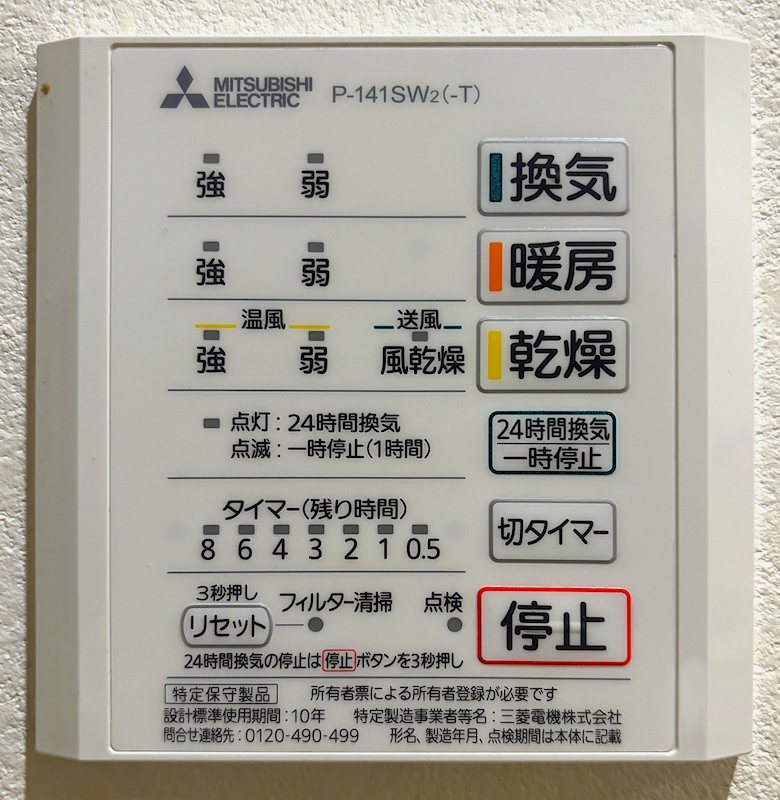 MITSUBISHI
ELECTRIC P-141SW2(-T)
強 弱 換気
強 弱 暖房
温風 送風
強 弱 風乾燥 乾燥
点灯:24時間換気
点滅:一時停止(1時間)
24時間換気
一時停止
タイマー(残り時間)
8 6 4 3 2 1 0.5
切タイマー
3秒押し
リセット フィルター清掃 点検
停止
24時間換気の停止は停止ボタンを3秒押し
特定保守製品 所有者票による所有者登録が必要です
設計標準使用期間:10年 特定製造事業者等名:三菱電機株式会社
問合せ連絡先:0120-490-499 形名、製造年月、点検期間は本体に記載